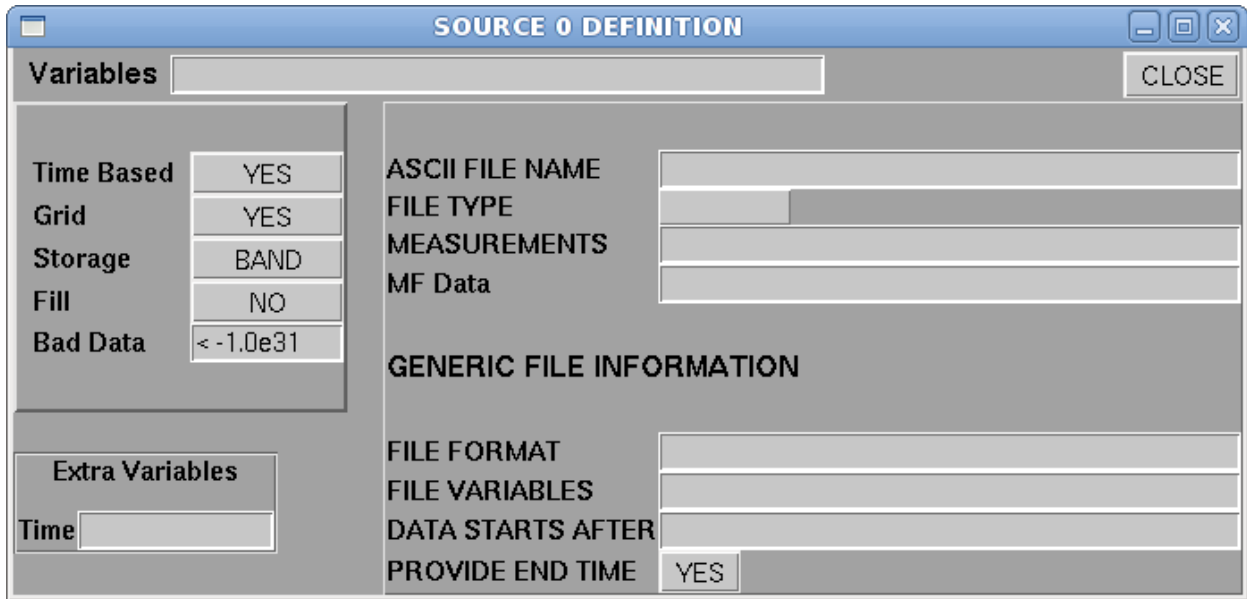 SOURCE 0 DEFINITION
Variables
CLOSE
Time Based YES
Grid YES
Storage BAND
Fill NO
Bad Data < -1.0e31
Extra Variables
Time
ASCII FILE NAME
FILE TYPE
MEASUREMENTS
MF Data
GENERIC FILE INFORMATION
FILE FORMAT
FILE VARIABLES
DATA STARTS AFTER
PROVIDE END TIME YES